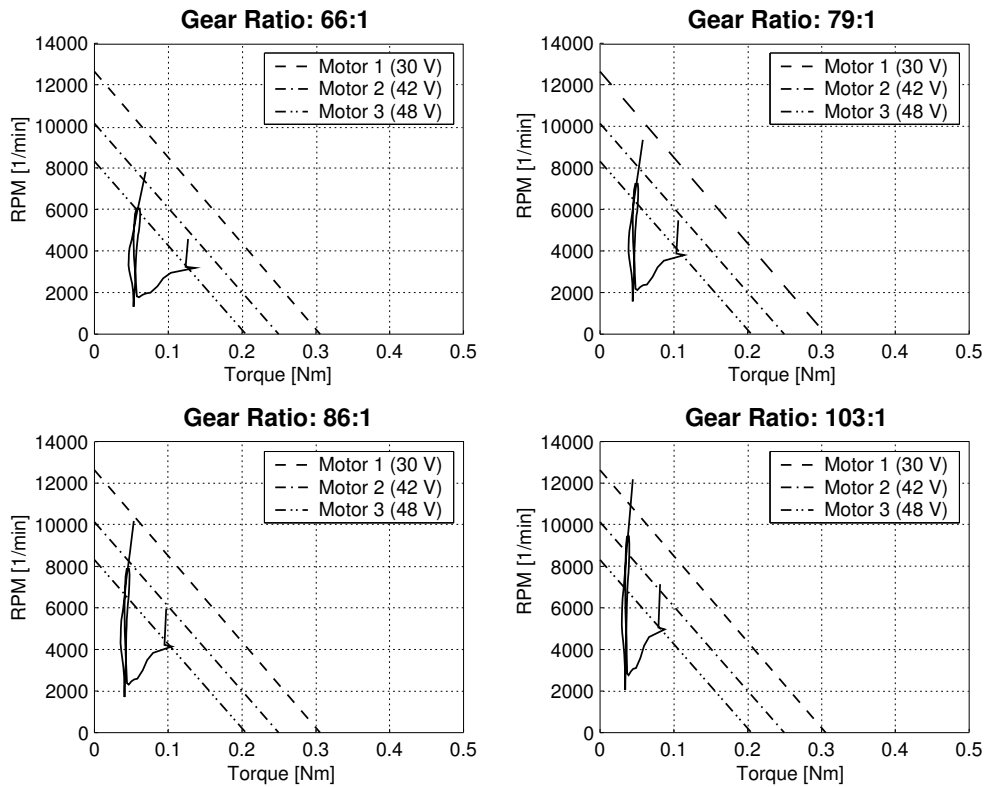 Gear Ratio: 66:1
14000
12000
10000
8000
6000
4000
2000
0
RPM [1/min]
Motor 1 (30 V)
Motor 2 (42 V)
Motor 3 (48 V)
0 0.1 0.2 0.3 0.4 0.5
Torque [Nm]
Gear Ratio: 79:1
14000
12000
10000
8000
6000
4000
2000
0
RPM [1/min]
Motor 1 (30 V)
Motor 2 (42 V)
Motor 3 (48 V)
0 0.1 0.2 0.3 0.4 0.5
Torque [Nm]
Gear Ratio: 86:1
14000
12000
10000
8000
6000
4000
2000
0
RPM [1/min]
Motor 1 (30 V)
Motor 2 (42 V)
Motor 3 (48 V)
0 0.1 0.2 0.3 0.4 0.5
Torque [Nm]
Gear Ratio: 103:1
14000
12000
10000
8000
6000
4000
2000
0
RPM [1/min]
Motor 1 (30 V)
Motor 2 (42 V)
Motor 3 (48 V)
0 0.1 0.2 0.3 0.4 0.5
Torque [Nm]